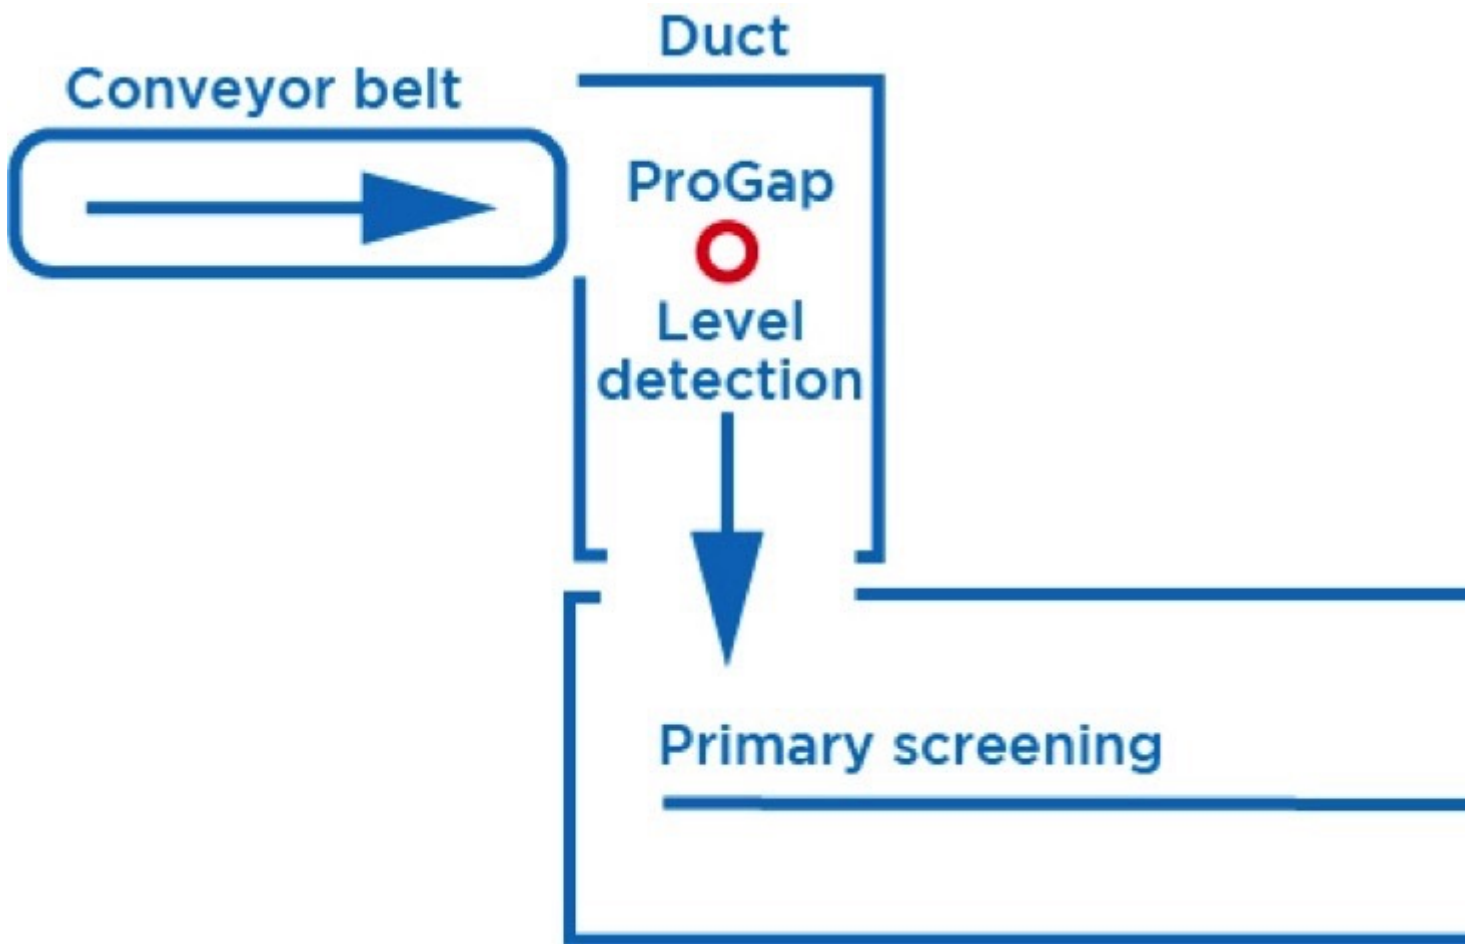 Duct
Conveyor belt
ProGap
Level
detection
Primary screening